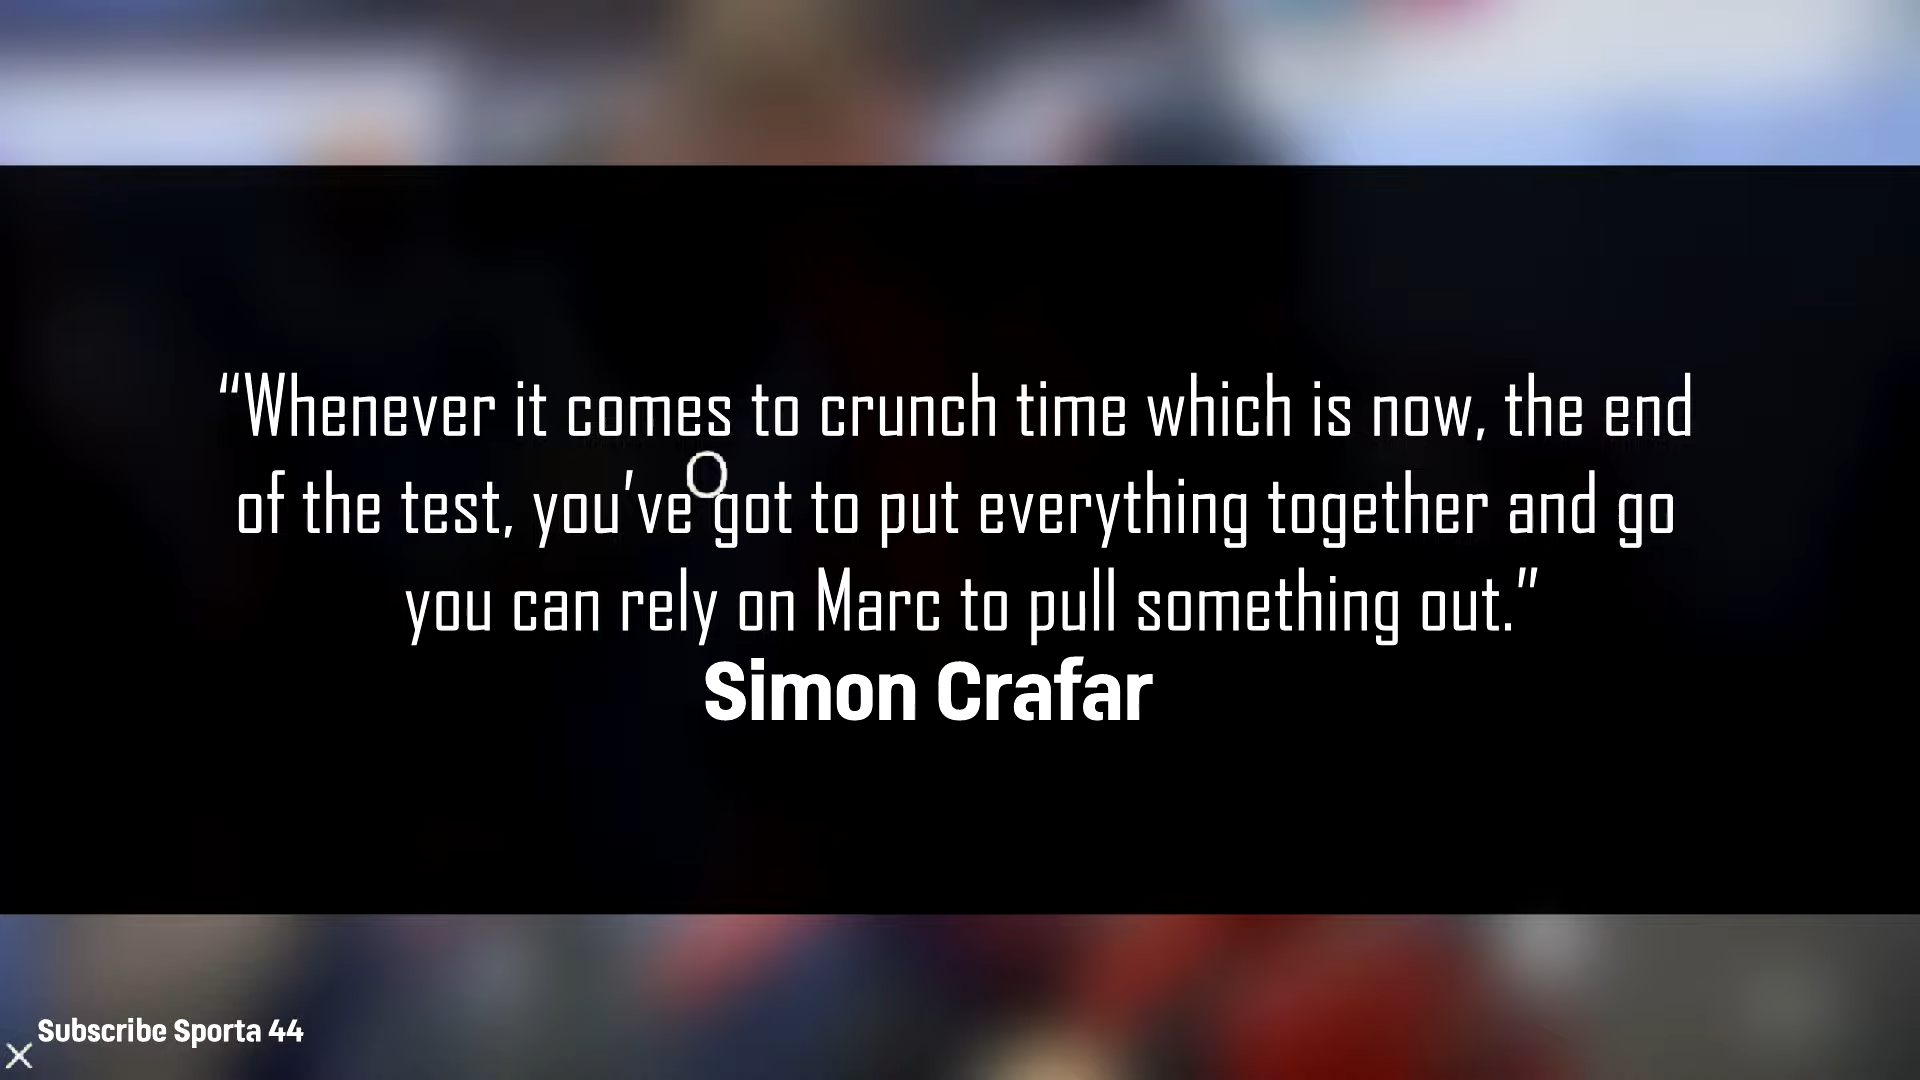 “Whenever it comes to crunch time which is now, the end
of the test, you've got to put everything together and go
you can rely on Marc to pull something out.”
Simon Crafar
Subscribe Sporta 44